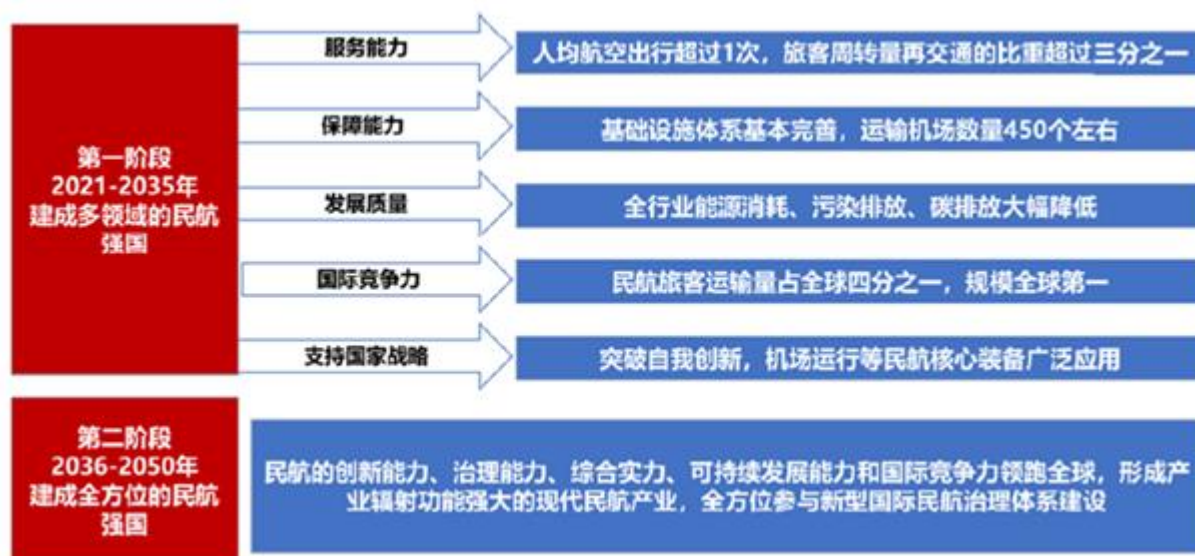 第一阶段
2021-2035年
建成多领域的民航
强国
服务能力
人均航空出行超过1次，旅客周转量再交通的比重超过三分之一
保障能力
基础设施体系基本完善，运输机场数量450个左右
发展质量
全行业能源消耗、污染排放、碳排放大幅降低
国际竞争力
民航旅客运输量占全球四分之一，规模全球第一
支持国家战略
突破自我创新，机场运行等民航核心装备广泛应用
第二阶段
2036-2050年
建成全方位的民航
强国
民航的创新能力、治理能力、综合实力、可持续发展能力和国际竞争力领跑全球，形成产
业辐射功能强大的现代民航产业，全方位参与新型国际民航治理体系建设